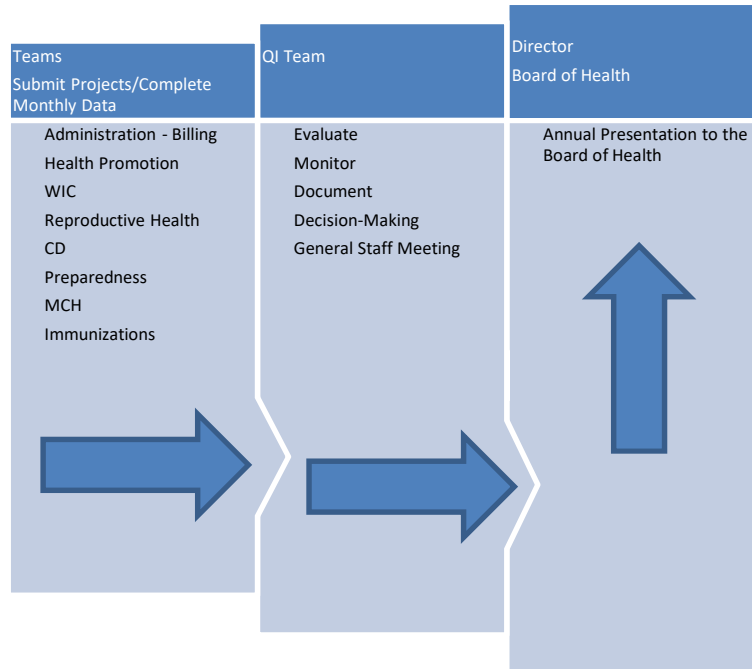 Teams
Submit Projects/Complete
Monthly Data
Administration - Billing
Health Promotion
WIC
Reproductive Health
CD
Preparedness
MCH
Immunizations
QI Team
Evaluate
Monitor
Document
Decision-Making
General Staff Meeting
Director
Board of Health
Annual Presentation to the
Board of Health